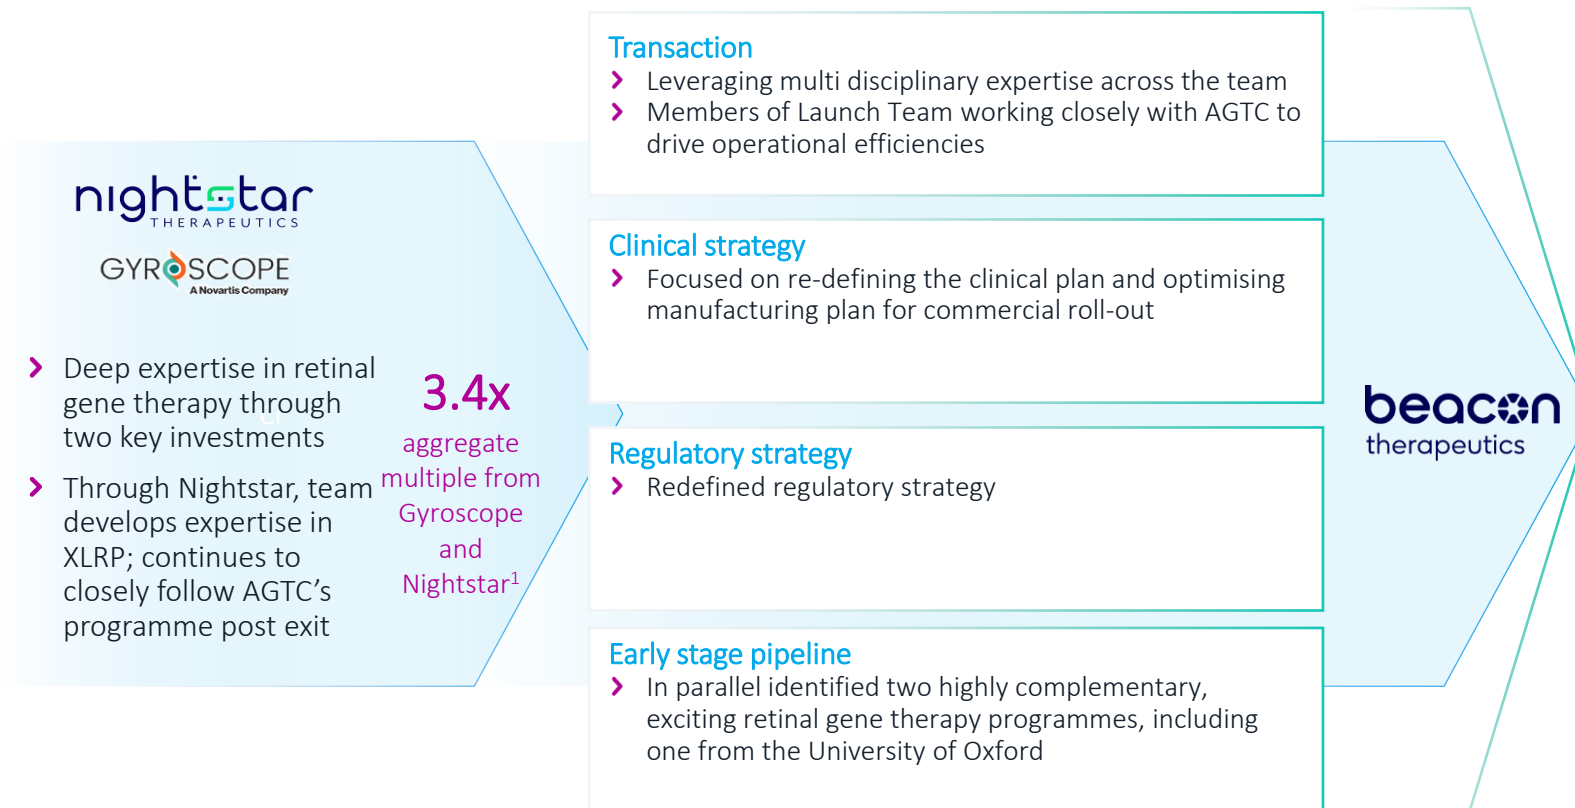 nightstar
THERAPEUTICS
GYROSCOPE
A Novartis Company
Deep expertise in retinal
gene therapy through
two key investments
Through Nightstar, team
develops expertise in
XLRP; continues to
closely follow AGTC’s
programme post exit
3.4x
aggregate
multiple from
Gyroscope
and
Nightstar1
Transaction
Leveraging multi disciplinary expertise across the team
Members of Launch Team working closely with AGTC to
drive operational efficiencies
Clinical strategy
Focused on re-defining the clinical plan and optimising
manufacturing plan for commercial roll-out
Regulatory strategy
Redefined regulatory strategy
Early stage pipeline
In parallel identified two highly complementary,
exciting retinal gene therapy programmes, including
one from the University of Oxford
beacon
therapeutics